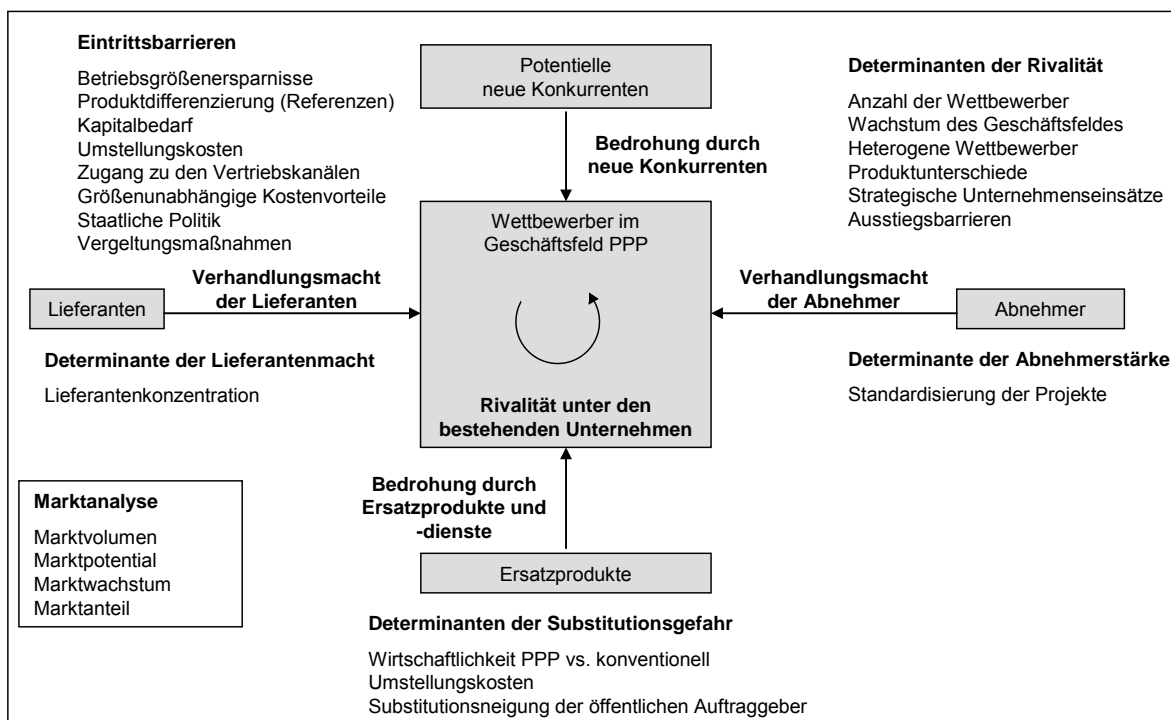 Eintrittsbarrieren
Betriebsgrößenersparnisse
Produktdifferenzierung (Referenzen)
Kapitalbedarf
Umstellungskosten
Zugang zu den Vertriebskanälen
Größenunabhängige Kostenvorteile
Staatliche Politik
Vergeltungsmaßnahmen
Potentielle
neue Konkurrenten
Bedrohung durch
neue Konkurrenten
Determinanten der Rivalität
Anzahl der Wettbewerber
Wachstum des Geschäftsfeldes
Heterogene Wettbewerber
Produktunterschiede
Strategische Unternehmenseinsätze
Ausstiegsbarrieren
Wettbewerber im
Geschäftsfeld PPP
Rivalität unter den
bestehenden Unternehmen
Verhandlungsmacht
der Lieferanten
Lieferanten
Determinante der Lieferantenmacht
Lieferantenkonzentration
Verhandlungsmacht
der Abnehmer
Abnehmer
Determinante der Abnehmerstärke
Standardisierung der Projekte
Marktanalyse
Marktvolumen
Marktpotential
Marktwachstum
Marktanteil
Bedrohung durch
Ersatzprodukte und
-dienste
Ersatzprodukte
Determinanten der Substitutionsgefahr
Wirtschaftlichkeit PPP vs. konventionell
Umstellungskosten
Substitutionsneigung der öffentlichen Auftraggeber